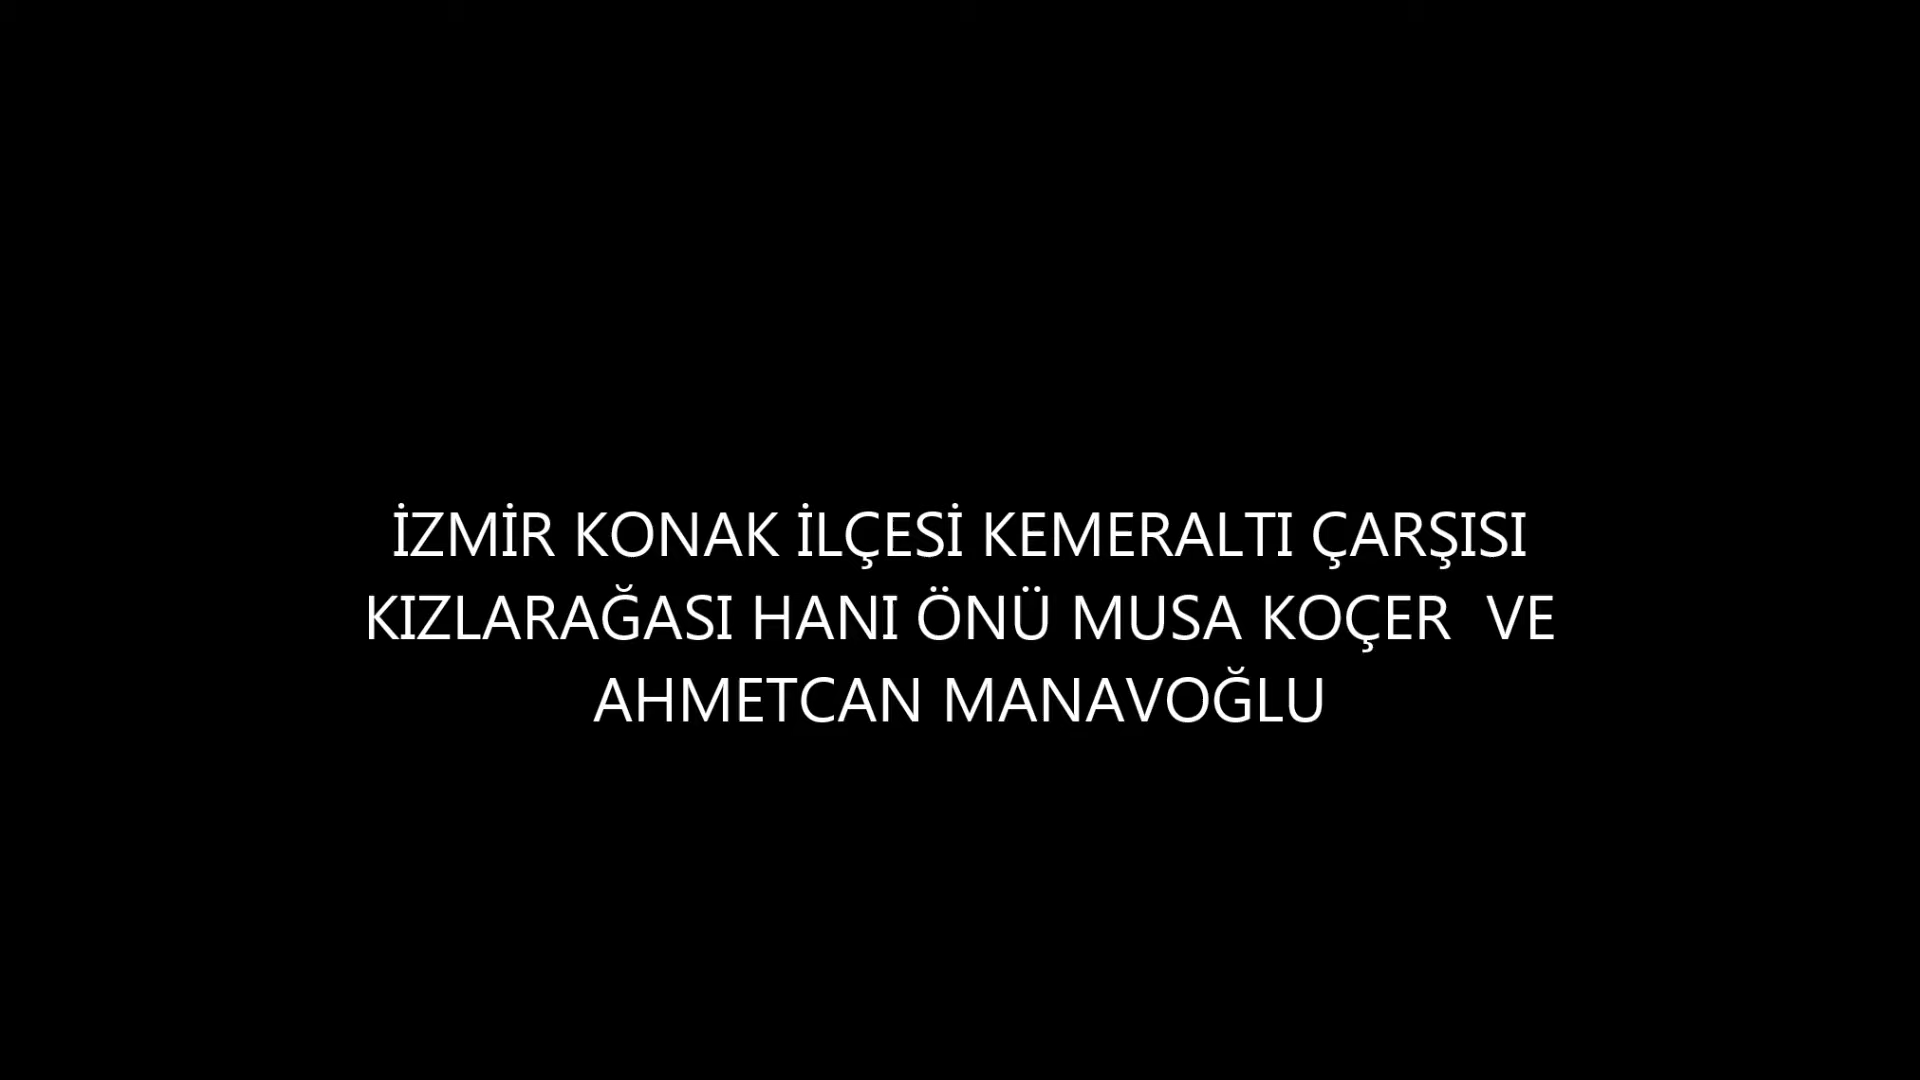 İZMİR KONAK İLÇESİ KEMERALTI ÇARŞISI
KIZLARAĞASI HANI ÖNÜ MUSA KOÇER  VE
AHMETCAN MANAVOĞLU